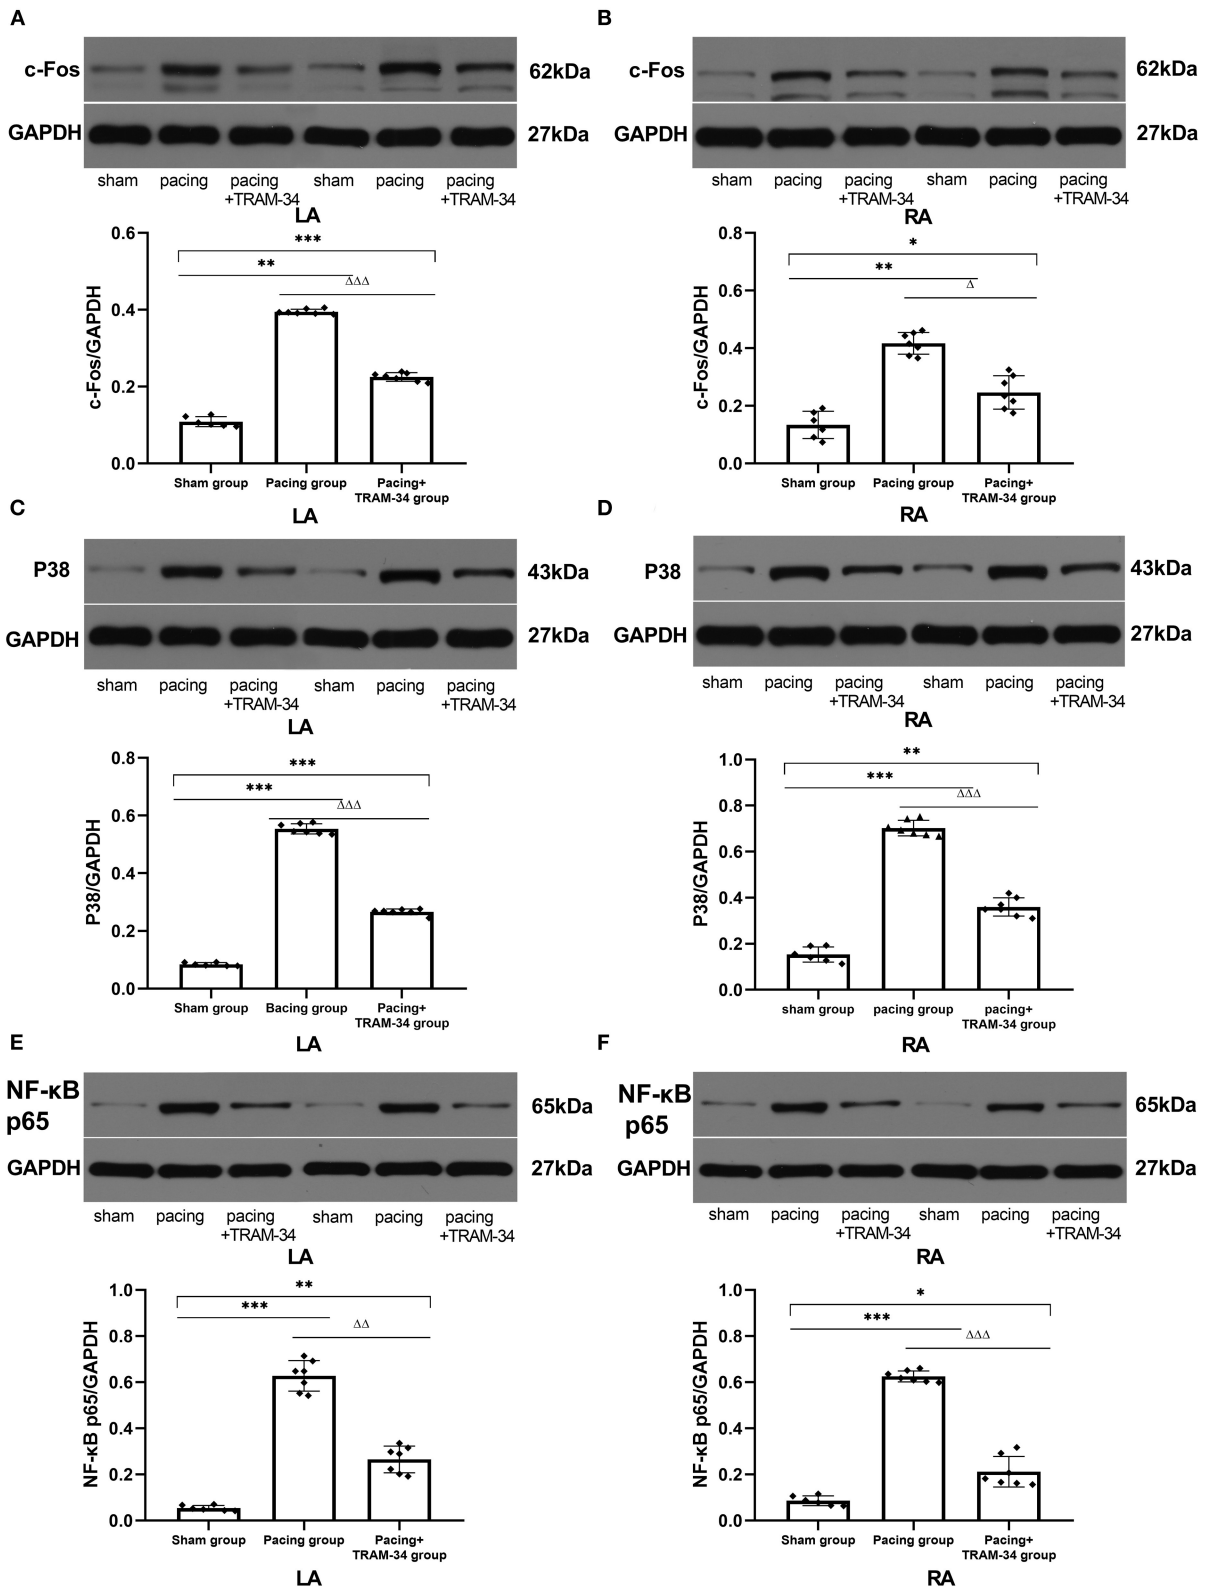 A
c-Fos
62kDa
GAPDH
27kDa
sham pacing pacing sham pacing pacing
+TRAM-34 +TRAM-34
LA
0.6
0.4
0.2
0.0
c-Fos/GAPDH
***
**
ΔΔΔ
Sham group Pacing group Pacing+
TRAM-34 group
LA
B
c-Fos
62kDa
GAPDH
27kDa
sham pacing pacing sham pacing pacing
+TRAM-34 +TRAM-34
RA
0.8
0.6
0.4
0.2
0.0
c-Fos/GAPDH
*
**
Δ
Sham group Pacing group Pacing+
TRAM-34 group
RA
C
P38
43kDa
GAPDH
27kDa
sham pacing pacing sham pacing pacing
+TRAM-34 +TRAM-34
LA
0.8
0.6
0.4
0.2
0.0
P38/GAPDH
***
***
ΔΔΔ
Sham group Bacing group Pacing+
TRAM-34 group
LA
D
P38
43kDa
GAPDH
27kDa
sham pacing pacing sham pacing pacing
+TRAM-34 +TRAM-34
RA
1.0
0.8
0.6
0.4
0.2
0.0
P38/GAPDH
**
***
ΔΔΔ
sham group pacing group pacing+
TRAM-34 group
RA
E
NF-κB
p65
65kDa
GAPDH
27kDa
sham pacing pacing sham pacing pacing
+TRAM-34 +TRAM-34
LA
1.0
0.8
0.6
0.4
0.2
0.0
NF-κB p65/GAPDH
**
***
ΔΔ
Sham group Pacing group Pacing+
TRAM-34 group
LA
F
NF-κB
p65
65kDa
GAPDH
27kDa
sham pacing pacing sham pacing pacing
+TRAM-34 +TRAM-34
RA
1.0
0.8
0.6
0.4
0.2
0.0
NF-κB p65/GAPDH
*
***
ΔΔΔ
Sham group Pacing group Pacing+
TRAM-34 group
RA